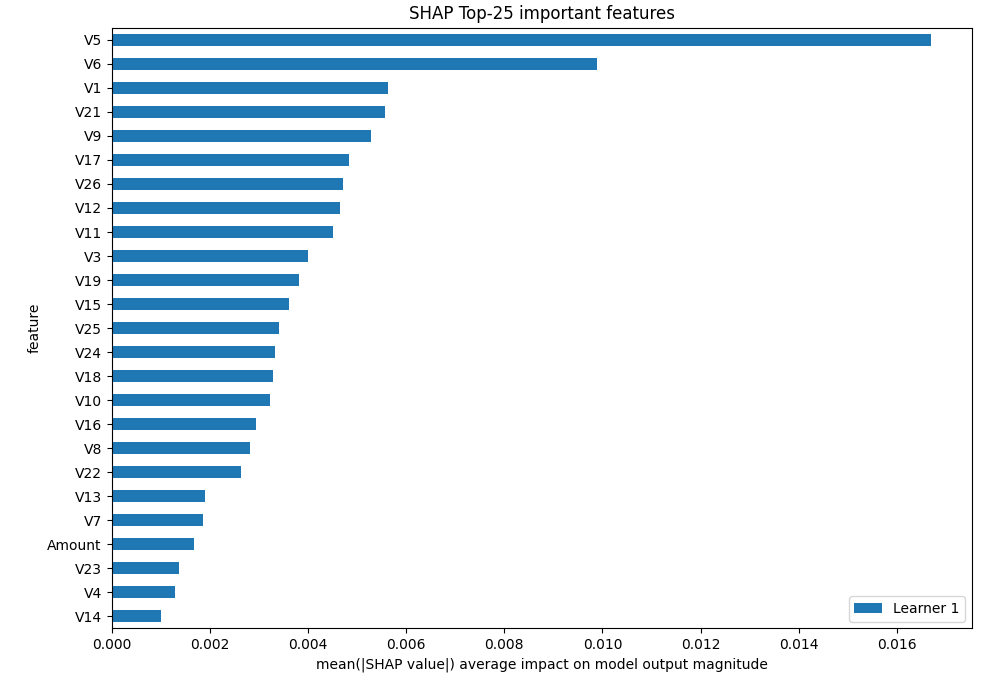 SHAP Top-25 important features
V5
V6
V1
V21
V9
V17
V26
V12
V11
V3
V19
V15
V25
V24
V18
V10
V16
V8
V22
V13
V7
Amount
V23
V4
V14
feature
Learner 1
0.000 0.002 0.004 0.006 0.008 0.010 0.012 0.014 0.016
mean(|SHAP value|) average impact on model output magnitude